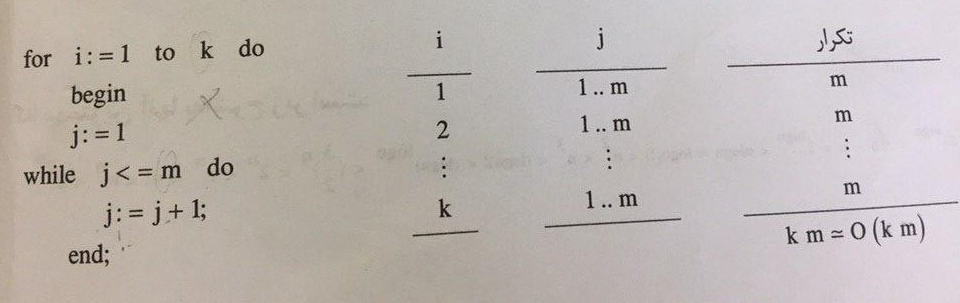 for i:=1 to k do
begin
j:=1
while j<=m do
j:=j+1;
end;
i j تکرار
1 1..m m
2 1..m m
⋮ ⋮ ⋮
k 1..m m
k m ≃ O (k m)